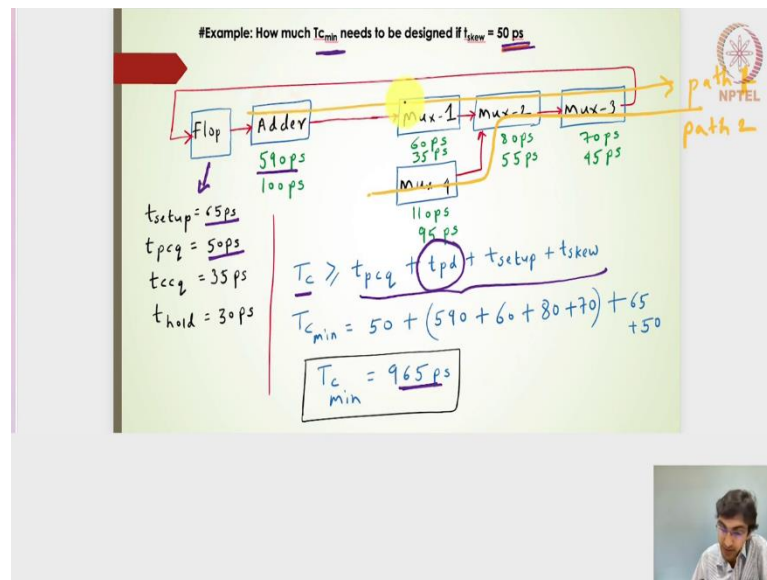 #Example: How much Tcmin needs to be designed if tskew = 50 ps
path 1
NPTEL
path 2
Flop
Adder
Mux-1
Mux-2
Mux-3
590ps
100ps
60ps
35ps
80ps
55ps
70ps
45ps
Mux-4
110ps
95ps
tsetup = 65ps
tpcq = 50ps
tccq = 35ps
thold = 30ps
Tc ≥ tpcq + tpd + tsetup + tskew
Tcmin = 50 + (590 + 60 + 80 + 70) + 65
+50
Tcmin = 965ps